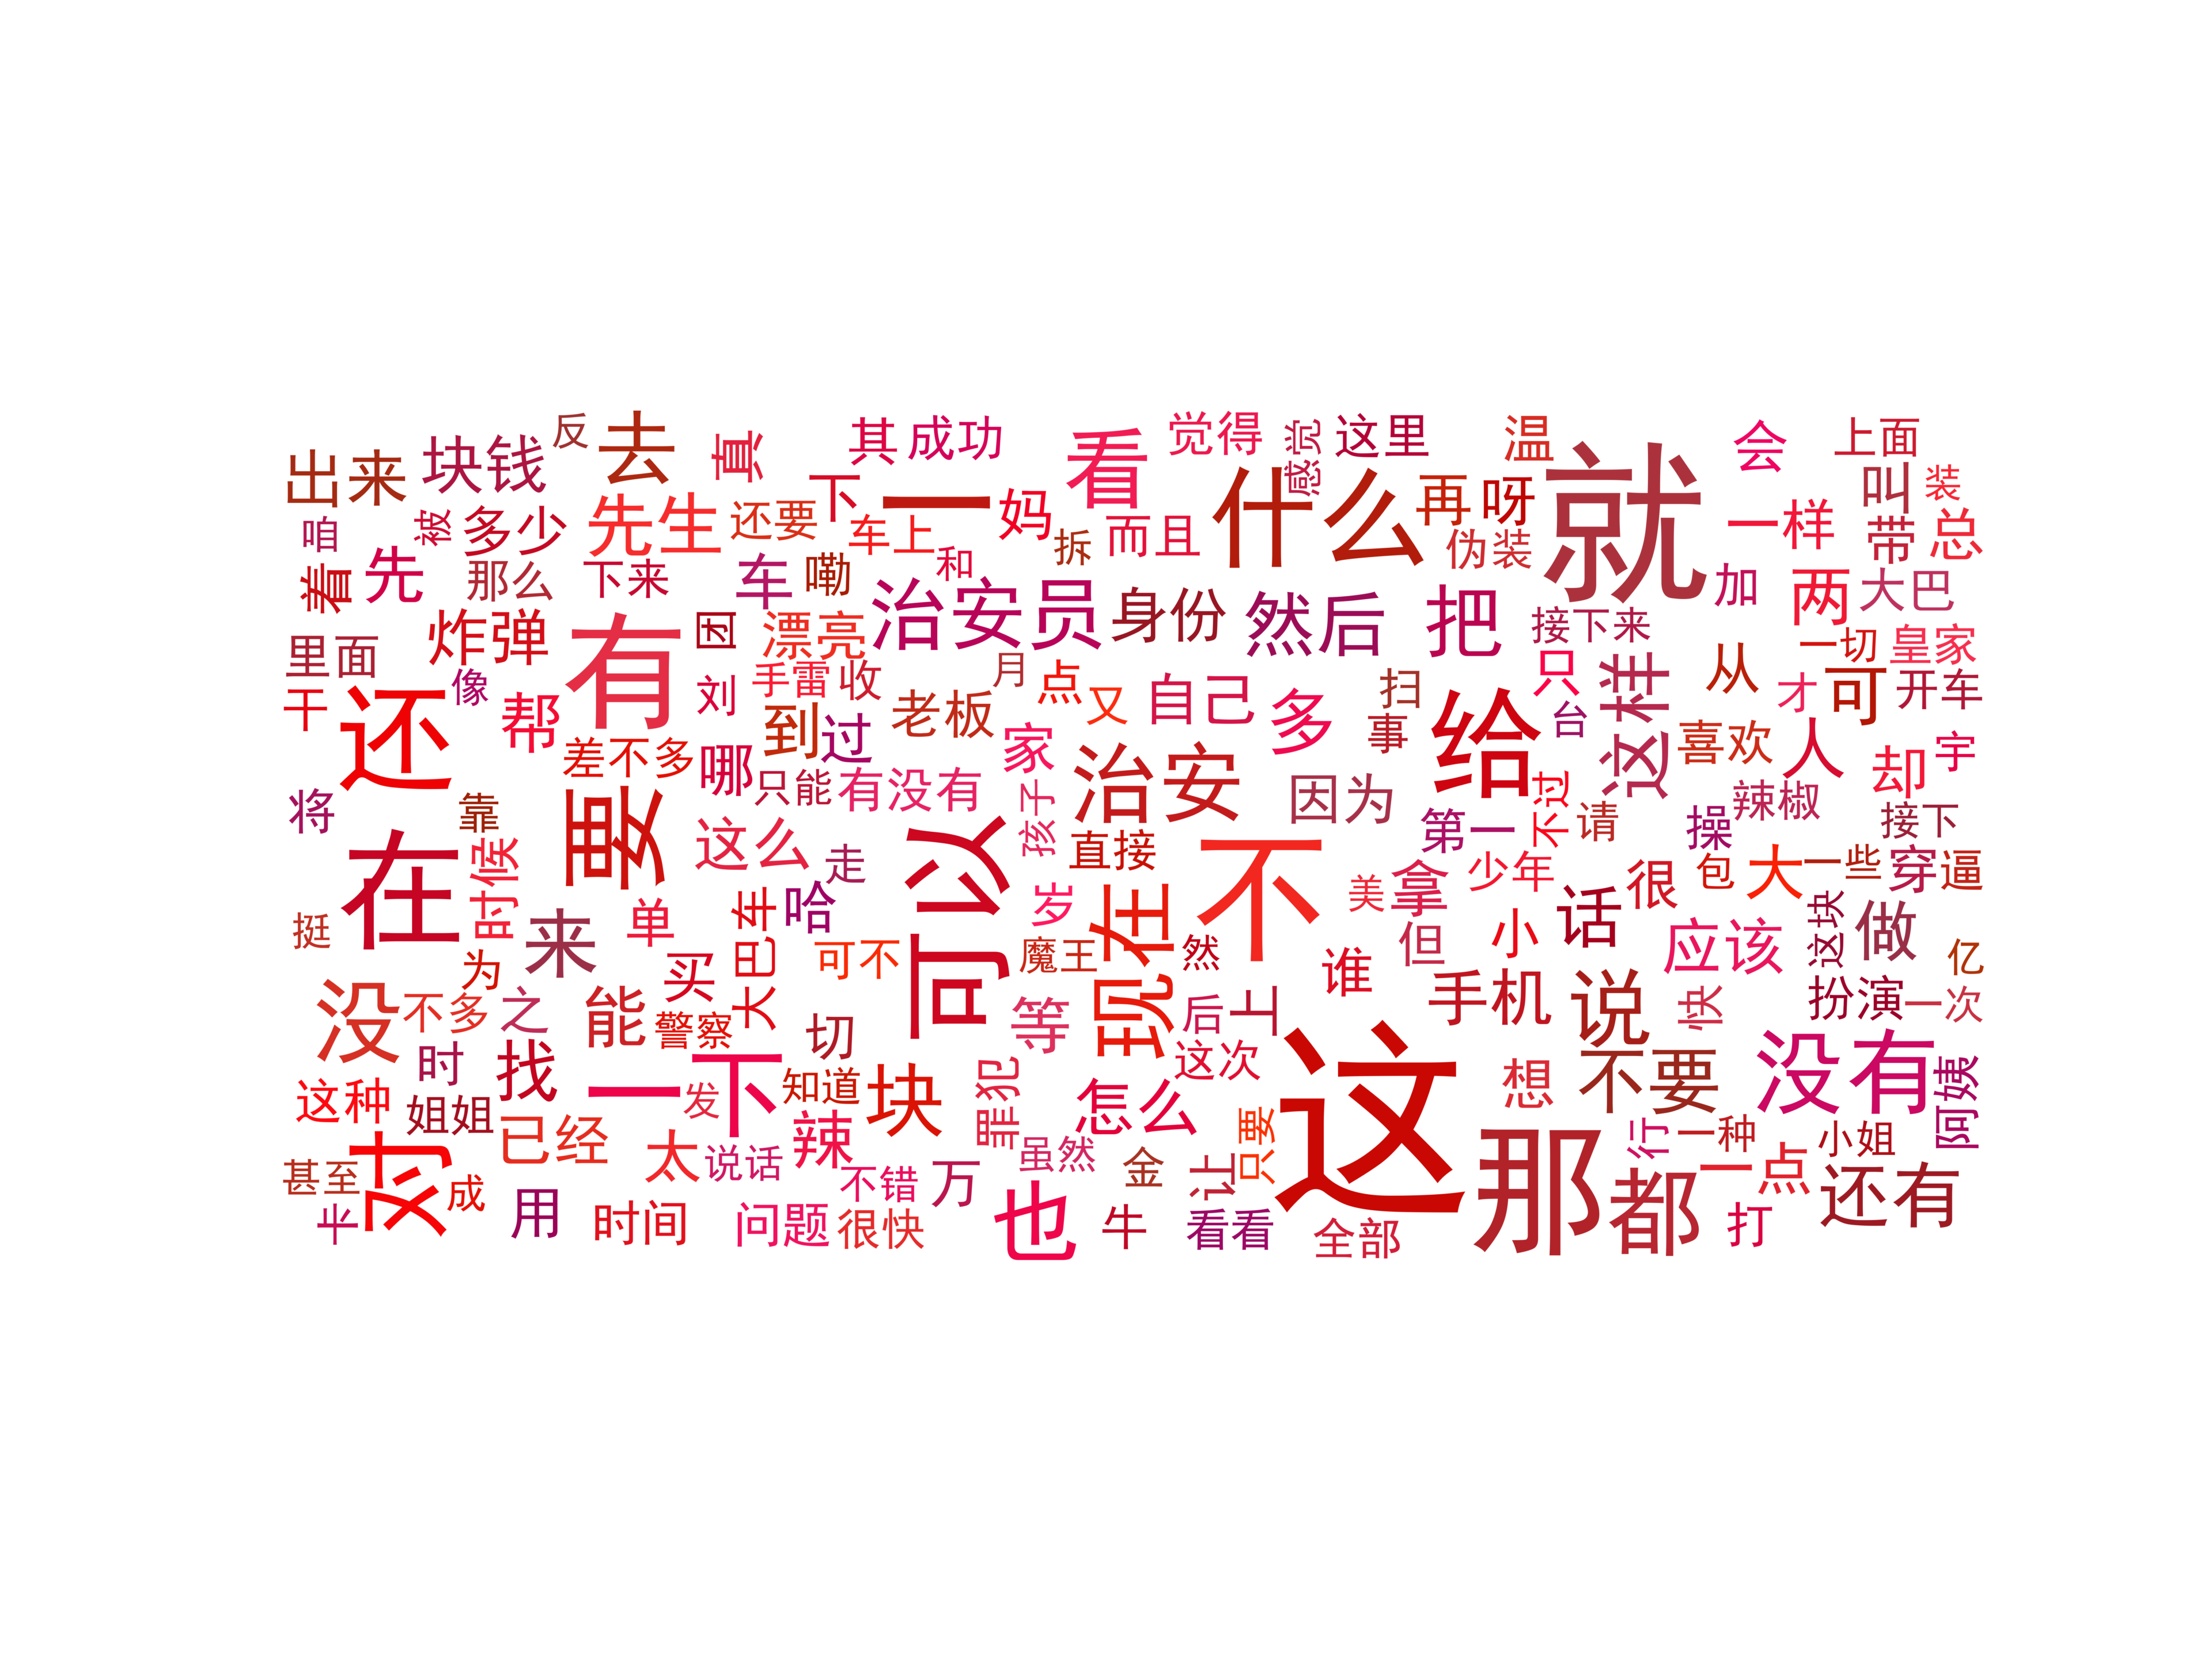 反 去 真 其 成功 看 觉得 感觉 这里 温 会 上面
出来 块钱 下 一 妈 什么 再 呀 就 叫 装
咱 被 多少 先生 还要 车上 和 拆 而且 伪装 一样 带 总
着 先 那么 下来 车 嘞 治安员 身份 然后 把 加 两 大巴
里面 炸弹 有 团 漂亮 接下来 一切 皇家
干 像 还 帮 刘 手雷 收 老板 月 点 又 自己 多 扫 给 只 这样 从 才 可 开车
差不多 哪 到 过 家 治安 事 台 喜欢 人 却 宇
将 靠 要 只能 有没有 孩子 因为 不过 请 辣椒 接下
在 时候 这么 走 可以 直接 不 第一 操
挺 来 单 大巴车 哈 岁 现在 美 拿 少年 很 包 大 一些 穿 逼
为 买 可不 魔王 然 谁 但 小 话 应该 这块 做 亿
没 不多 之 能 警察 切 等 后 上 手机 说 快 扮演 一次
时 找 一下 发 知道 块 罪犯 怎么 这次 这 想 不要 没有 阿姨
这种 姐姐 已经 太 说话 辣 虽然 只要 那 行 一种 小姐
甚至 对 成 不错 万 金 让 都 一点 还有
半 用 时间 问题 很快 也 牛 看看 全部 打